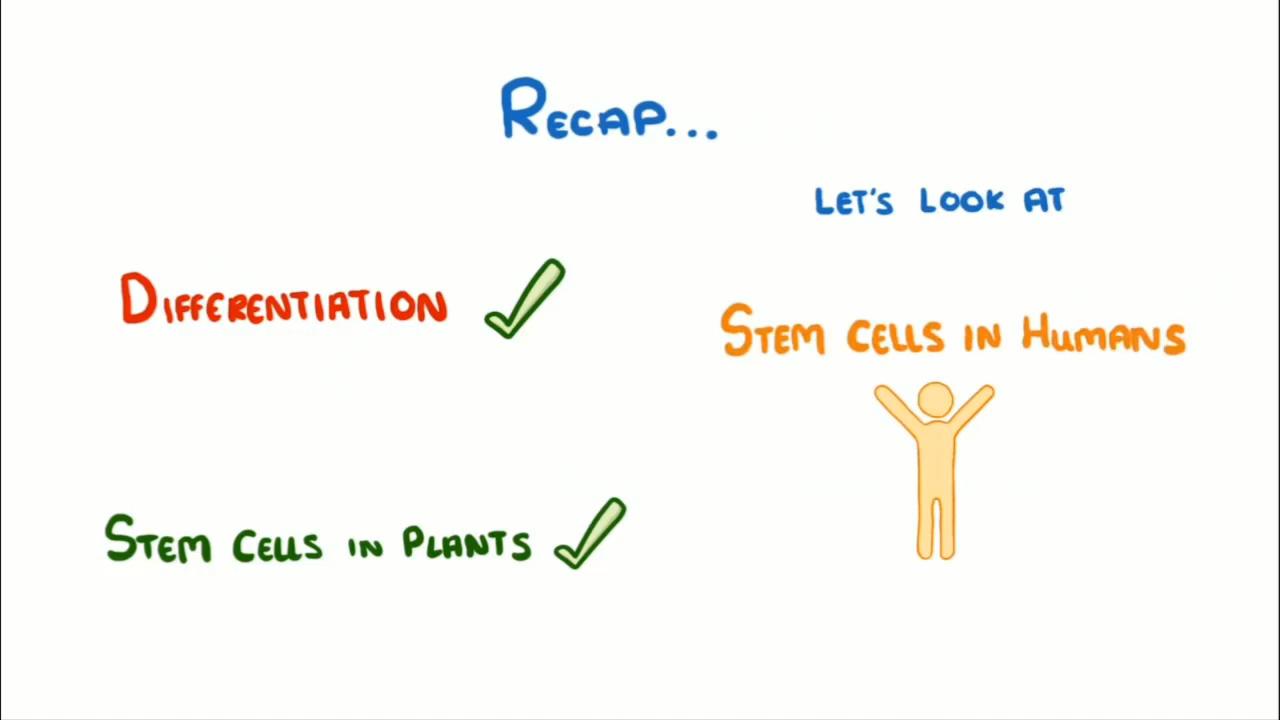 RECAP...
LET'S LOOK AT
DIFFERENTIATION
STEM CELLS IN HUMANS
STEM CELLS IN PLANTS